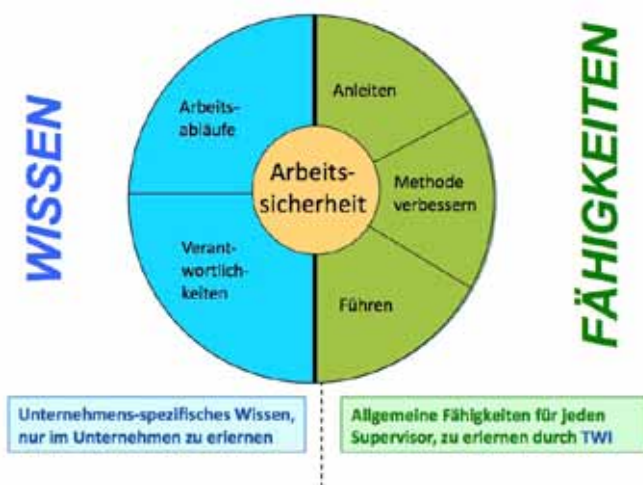 WISSEN
Arbeits-
abläufe
Verant-
wortlich-
keiten
Arbeits-
sicherheit
Anleiten
Methode
verbessern
Führen
FÄHIGKEITEN
Unternehmens-spezifisches Wissen,
nur im Unternehmen zu erlernen
Allgemeine Fähigkeiten für jeden
Supervisor, zu erlernen durch TWI